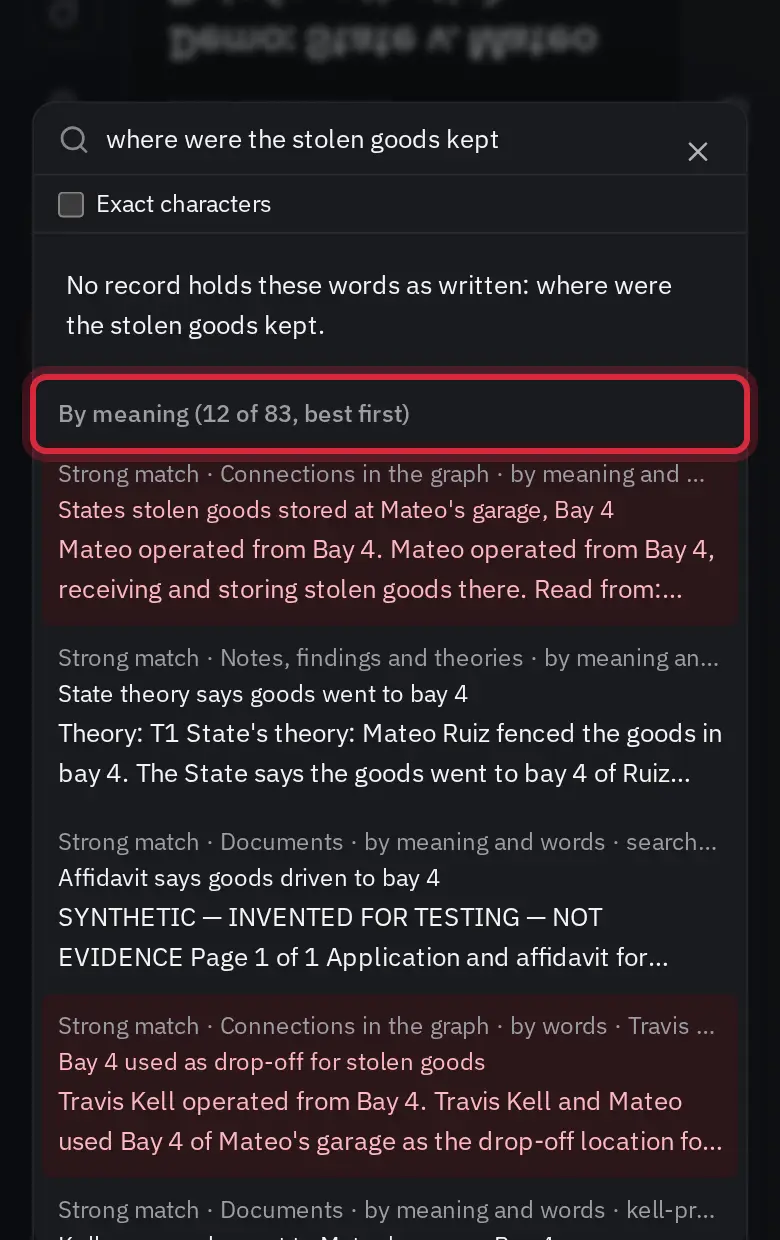 Demo: State v. Mateo
where were the stolen goods kept
Exact characters
No record holds these words as written: where were
the stolen goods kept.
By meaning (12 of 83, best first)
Strong match · Connections in the graph · by meaning and ...
States stolen goods stored at Mateo's garage, Bay 4
Mateo operated from Bay 4. Mateo operated from Bay 4,
receiving and storing stolen goods there. Read from:...
Strong match · Notes, findings and theories · by meaning an...
State theory says goods went to bay 4
Theory: T1 State's theory: Mateo Ruiz fenced the goods in
bay 4. The State says the goods went to bay 4 of Ruiz...
Strong match · Documents · by meaning and words · search...
Affidavit says goods driven to bay 4
SYNTHETIC — INVENTED FOR TESTING — NOT
EVIDENCE Page 1 of 1 Application and affidavit for...
Strong match · Connections in the graph · by words · Travis ...
Bay 4 used as drop-off for stolen goods
Travis Kell operated from Bay 4. Travis Kell and Mateo
used Bay 4 of Mateo's garage as the drop-off location fo...
Strong match · Documents · by meaning and words · kell-pr...